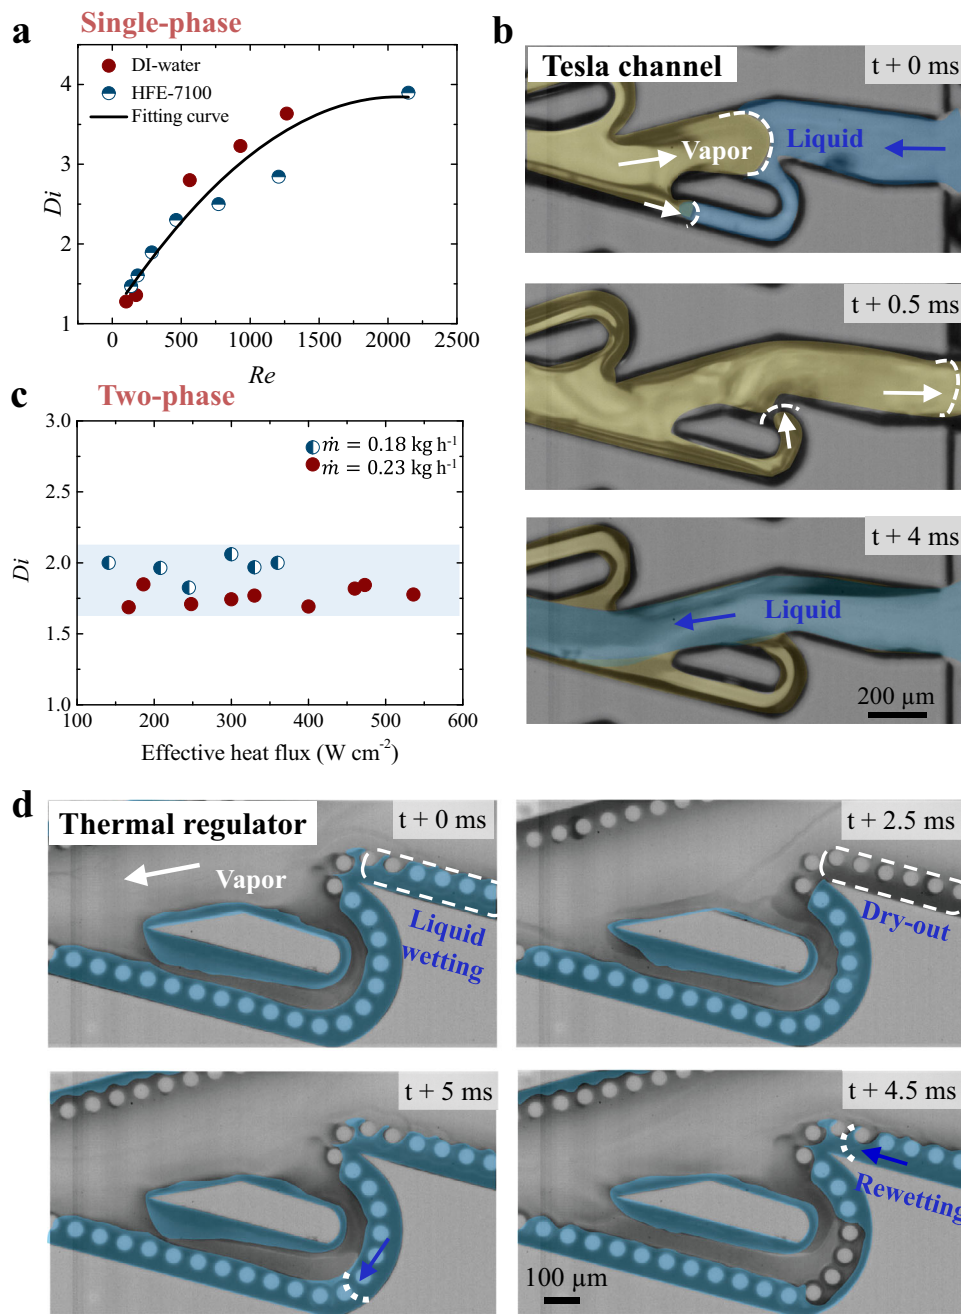 a
Single-phase
DI-water
HFE-7100
Fitting curve
4
3
2
1
Di
0 500 1000 1500 2000 2500
Re
b
Tesla channel
t + 0 ms
Vapor
Liquid
t + 0.5 ms
t + 4 ms
Liquid
200 µm
c
Two-phase
ṁ = 0.18 kg h⁻¹
ṁ = 0.23 kg h⁻¹
3.0
2.5
2.0
1.5
1.0
Di
100 200 300 400 500 600
Effective heat flux (W cm⁻²)
d
Thermal regulator
t + 0 ms
Vapor
Liquid
wetting
t + 2.5 ms
Dry-out
t + 5 ms
t + 4.5 ms
Rewetting
100 µm